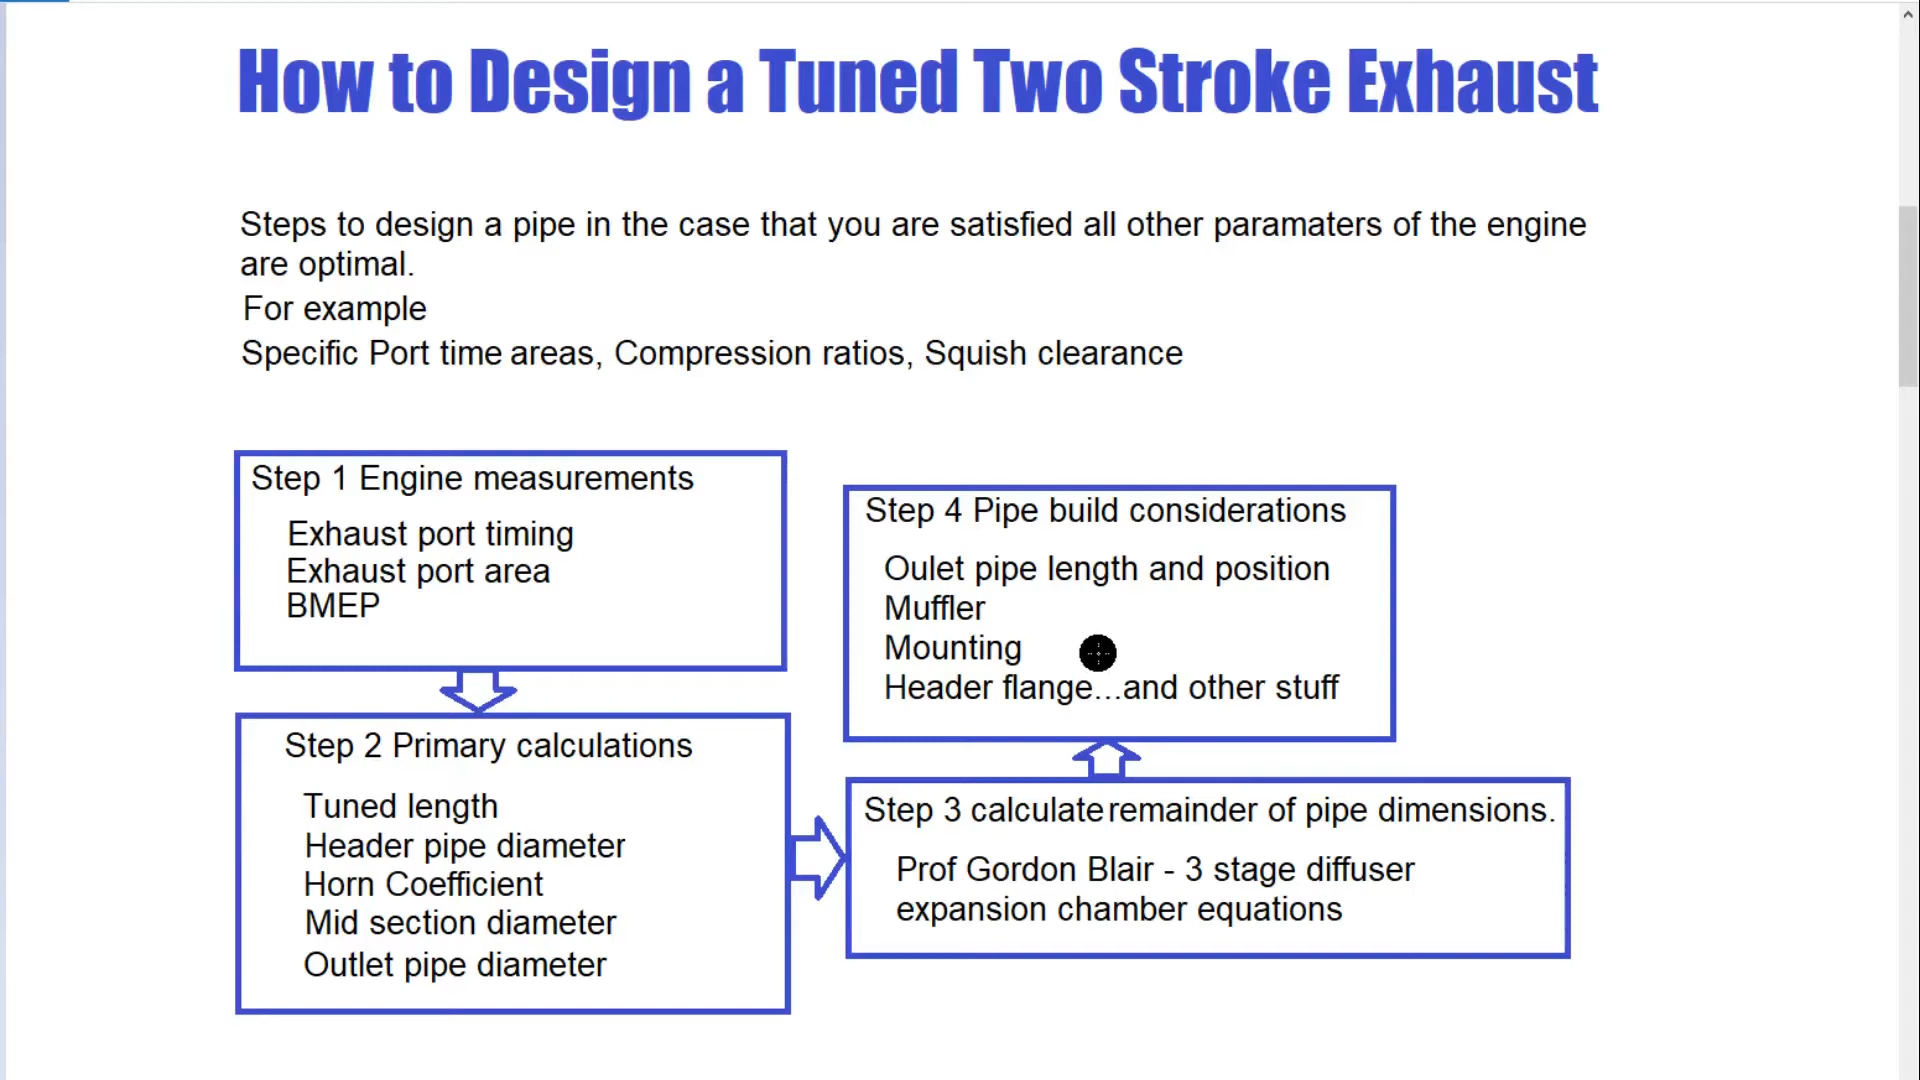 How to Design a Tuned Two Stroke Exhaust
Steps to design a pipe in the case that you are satisfied all other paramaters of the engine
are optimal.
For example
Specific Port time areas, Compression ratios, Squish clearance
Step 1 Engine measurements
Exhaust port timing
Exhaust port area
BMEP
Step 2 Primary calculations
Tuned length
Header pipe diameter
Horn Coefficient
Mid section diameter
Outlet pipe diameter
Step 3 calculate remainder of pipe dimensions.
Prof Gordon Blair - 3 stage diffuser
expansion chamber equations
Step 4 Pipe build considerations
Oulet pipe length and position
Muffler
Mounting
Header flange...and other stuff